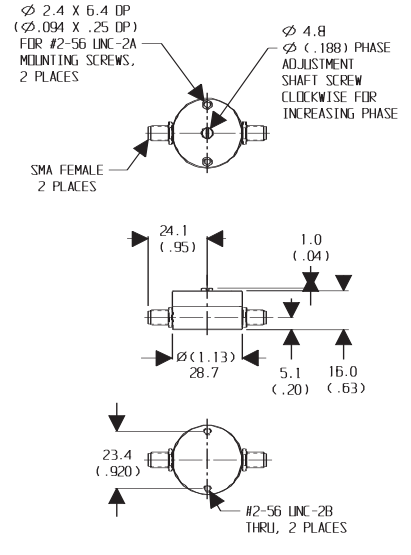 ∅ 2.4 X 6.4 DP
(∅.094 X .25 DP)
FOR #2-56 UNC-2A
MOUNTING SCREWS,
2 PLACES
∅ 4.8
∅ (.188) PHASE
ADJUSTMENT
SHAFT SCREW
CLOCKWISE FOR
INCREASING PHASE
SMA FEMALE
2 PLACES
24.1
(.95)
1.0
(.04)
∅(1.13)
28.7
5.1
(.20)
16.0
(.63)
23.4
(.920)
#2-56 UNC-2B
THRU, 2 PLACES